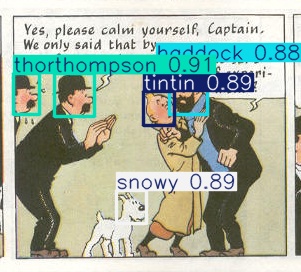 Yes, please calm yourself, Captain.
We only said that by
haddock 0.88
thorthompson 0.91
tintin 0.89
snowy 0.89